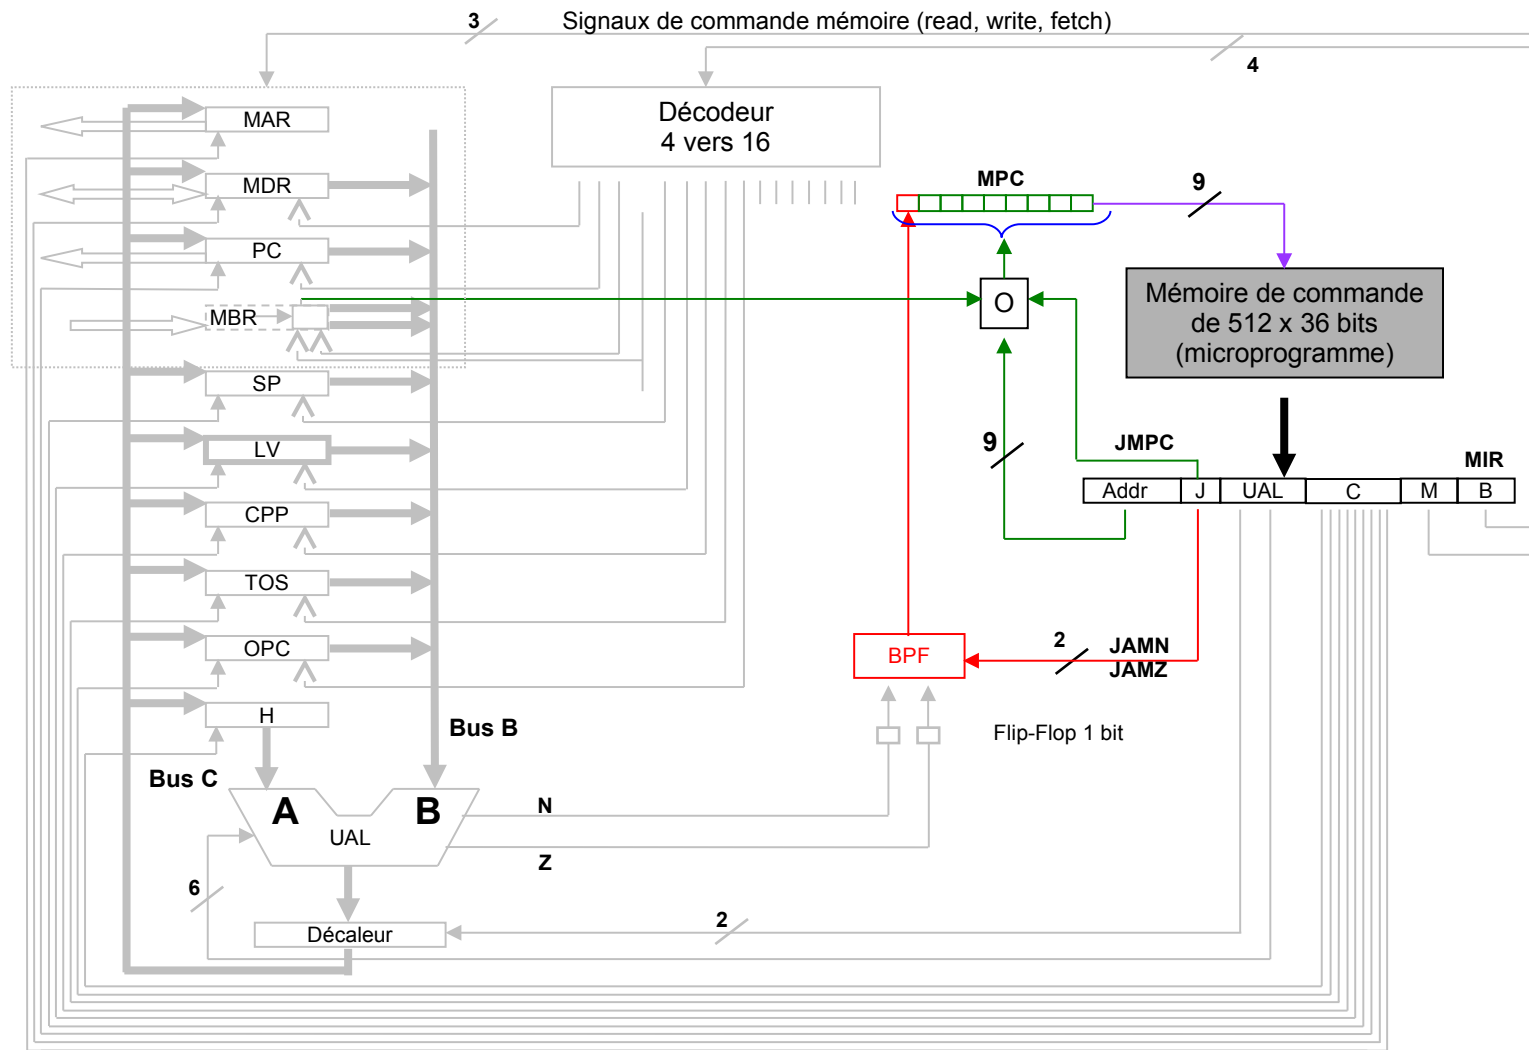 3 Signaux de commande mémoire (read, write, fetch)
4
Décodeur
4 vers 16
MAR
MDR
PC
MBR
SP
LV
CPP
TOS
OPC
H
MPC
9
O
Mémoire de commande
de 512 x 36 bits
(microprogramme)
9
JMPC
MIR
Addr J UAL C M B
2
JAMN
JAMZ
BPF
Flip-Flop 1 bit
Bus B
Bus C
A B
UAL
N
Z
6
2
Décaleur